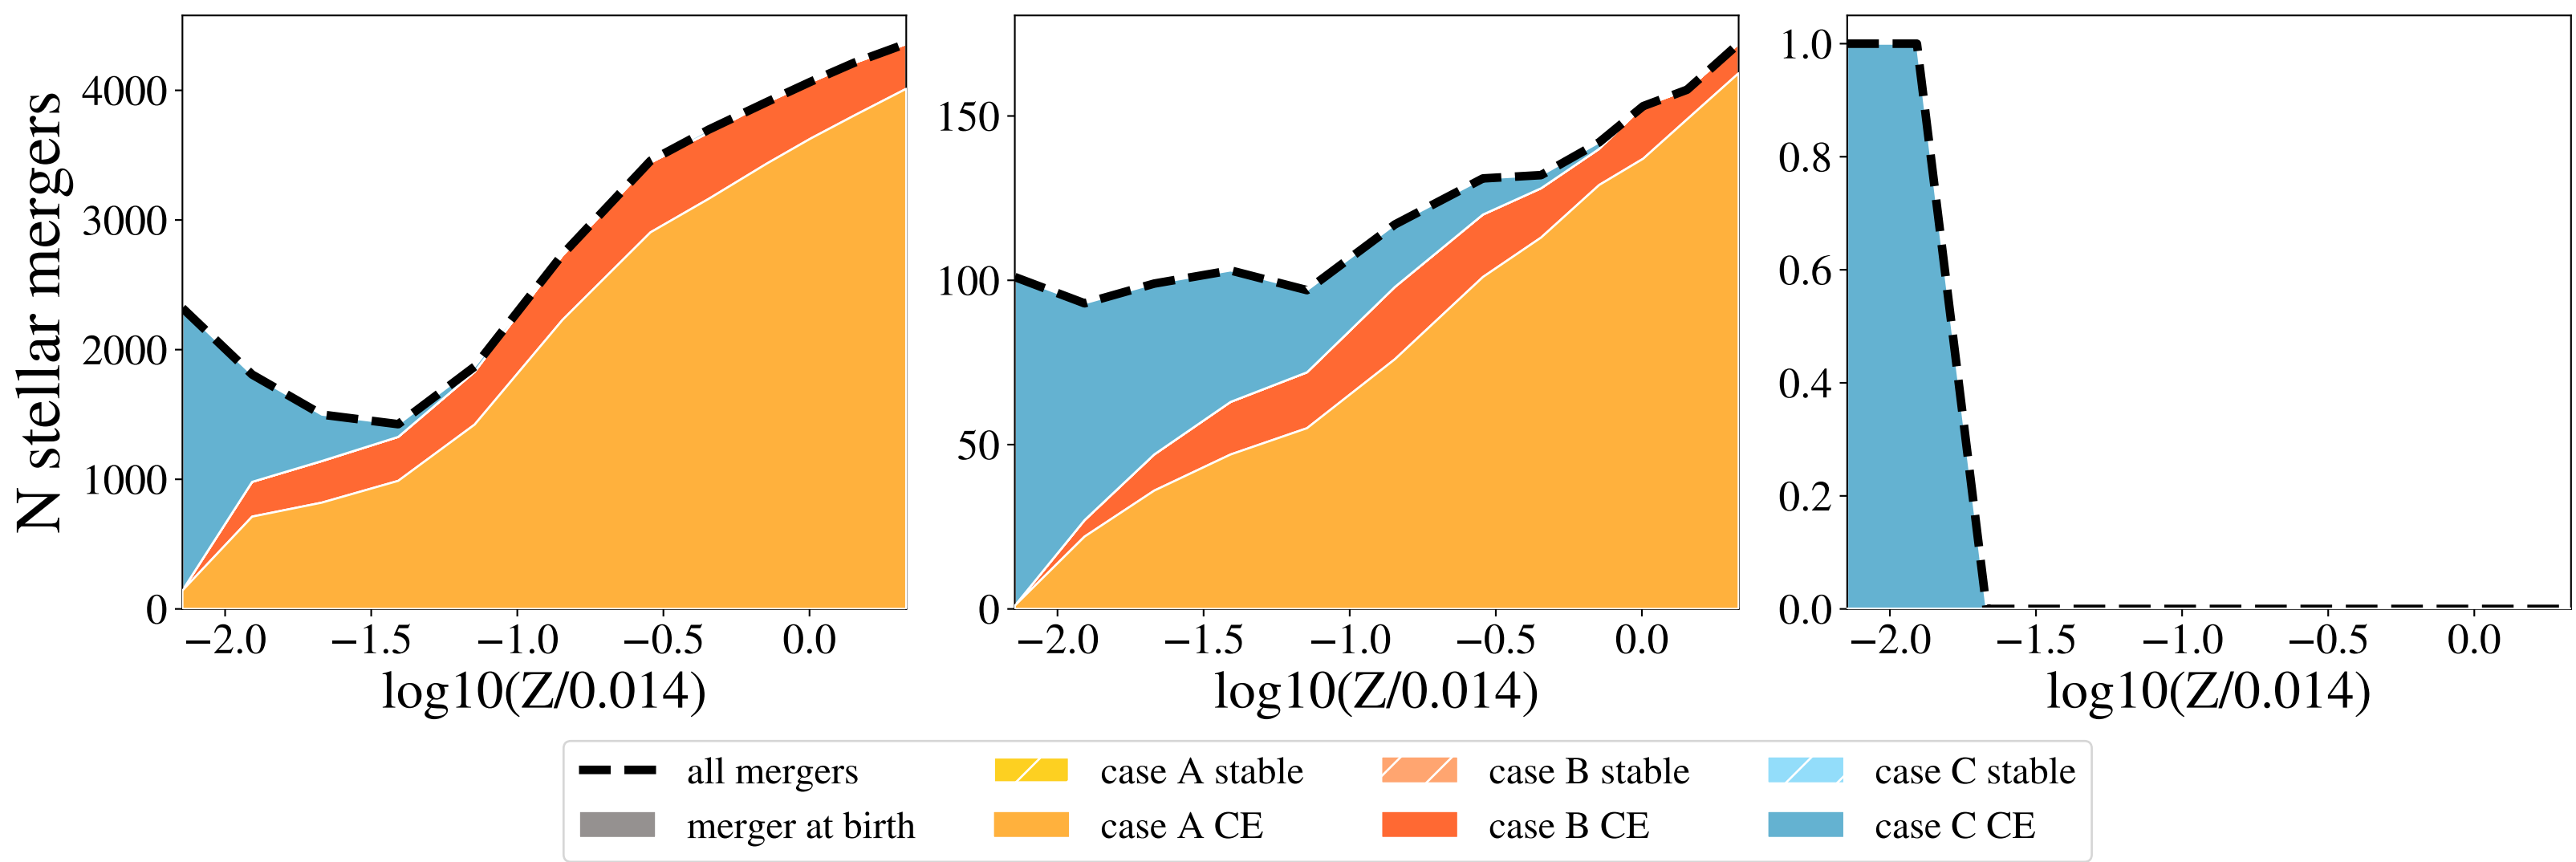 N stellar mergers
4000
3000
2000
1000
0
−2.0 −1.5 −1.0 −0.5 0.0
log10(Z/0.014)
150
100
50
0
−2.0 −1.5 −1.0 −0.5 0.0
log10(Z/0.014)
1.0
0.8
0.6
0.4
0.2
0.0
−2.0 −1.5 −1.0 −0.5 0.0
log10(Z/0.014)
all mergers case A stable case B stable case C stable
merger at birth case A CE case B CE case C CE